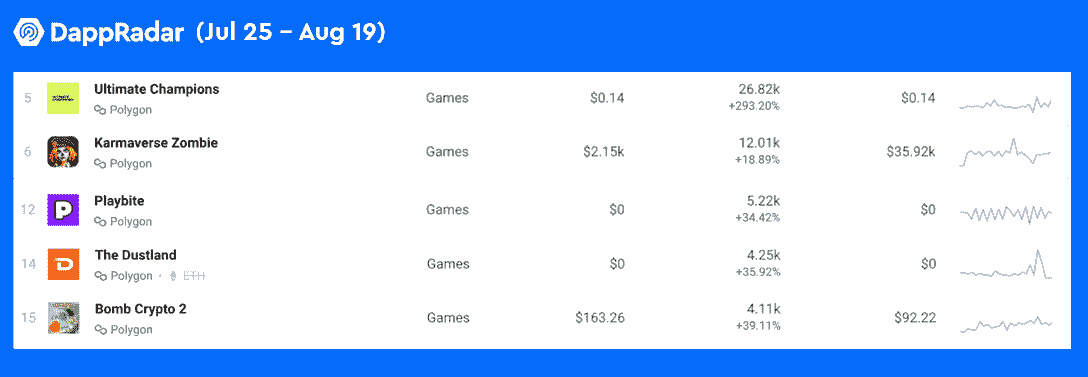 DappRadar (Jul 25 – Aug 19)
5 Ultimate Champions Games $0.14 26.82k $0.14
+293.20%
Polygon
6 Karmaverse Zombie Games $2.15k 12.01k $35.92k
+18.89%
Polygon
12 Playbite Games $0 5.22k $0
+34.42%
Polygon
14 The Dustland Games $0 4.25k $0
+35.92%
Polygon • ETH
15 Bomb Crypto 2 Games $163.26 4.11k $92.22
+39.11%
Polygon